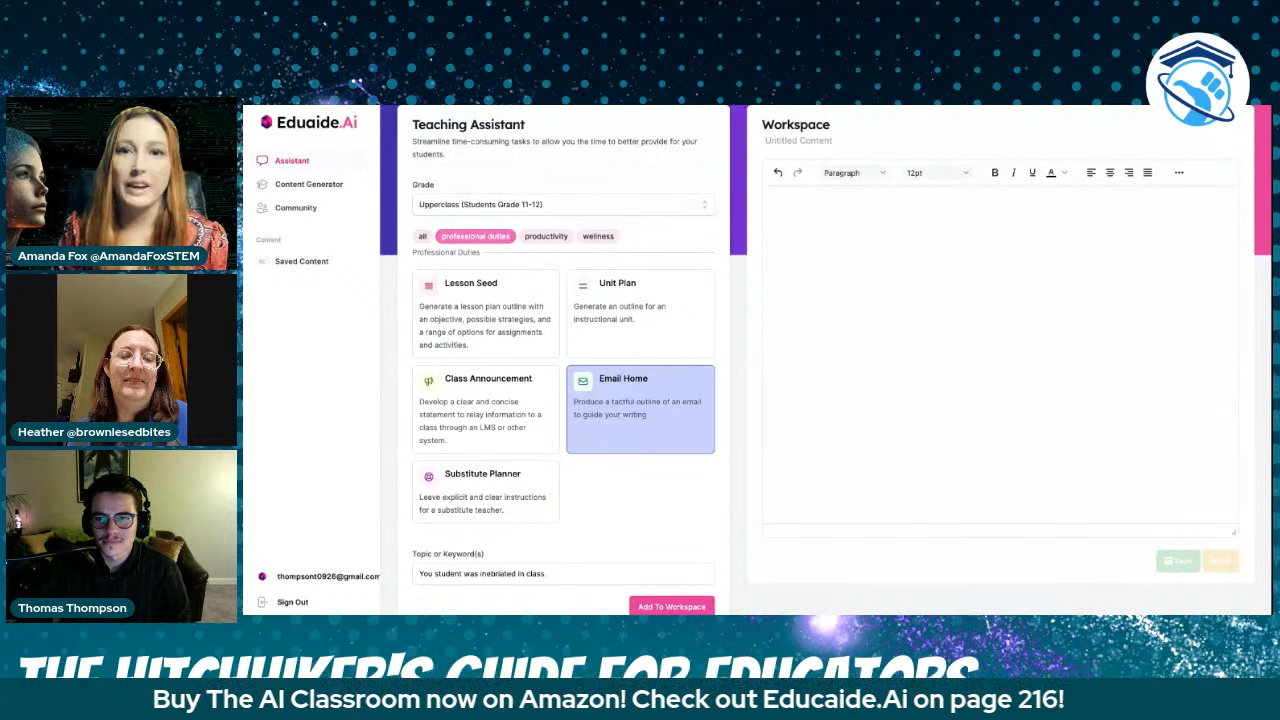 Amanda Fox @AmandaFoxSTEM
Heather @browniesedbites
Thomas Thompson
Eduaide.Ai
Assistant
Content Generator
Community
Content
Saved Content
thompsont0926@gmail.com
Sign Out
Teaching Assistant
Streamline time-consuming tasks to allow you the time to better provide for your
students.
Grade
Upperclass (Students Grade 11-12)
all professional duties productivity wellness
Professional Duties
Lesson Seed
Generate a lesson plan outline with
an objective, possible strategies, and
a range of options for assignments
and activities.
Unit Plan
Generate an outline for an
instructional unit.
Class Announcement
Develop a clear and concise
statement to relay information to a
class through an LMS or other
system.
Email Home
Produce a tactful outline of an email
to guide your writing
Substitute Planner
Leave explicit and clear instructions
for a substitute teacher.
Topic or Keyword(s)
You student was inebriated in class.
Add To Workspace
Workspace
Untitled Content
Paragraph 12pt B I U A
Save
THE HITCHHIKER'S GUIDE FOR EDUCATORS
Buy The AI Classroom now on Amazon! Check out Educaide.Ai on page 216!